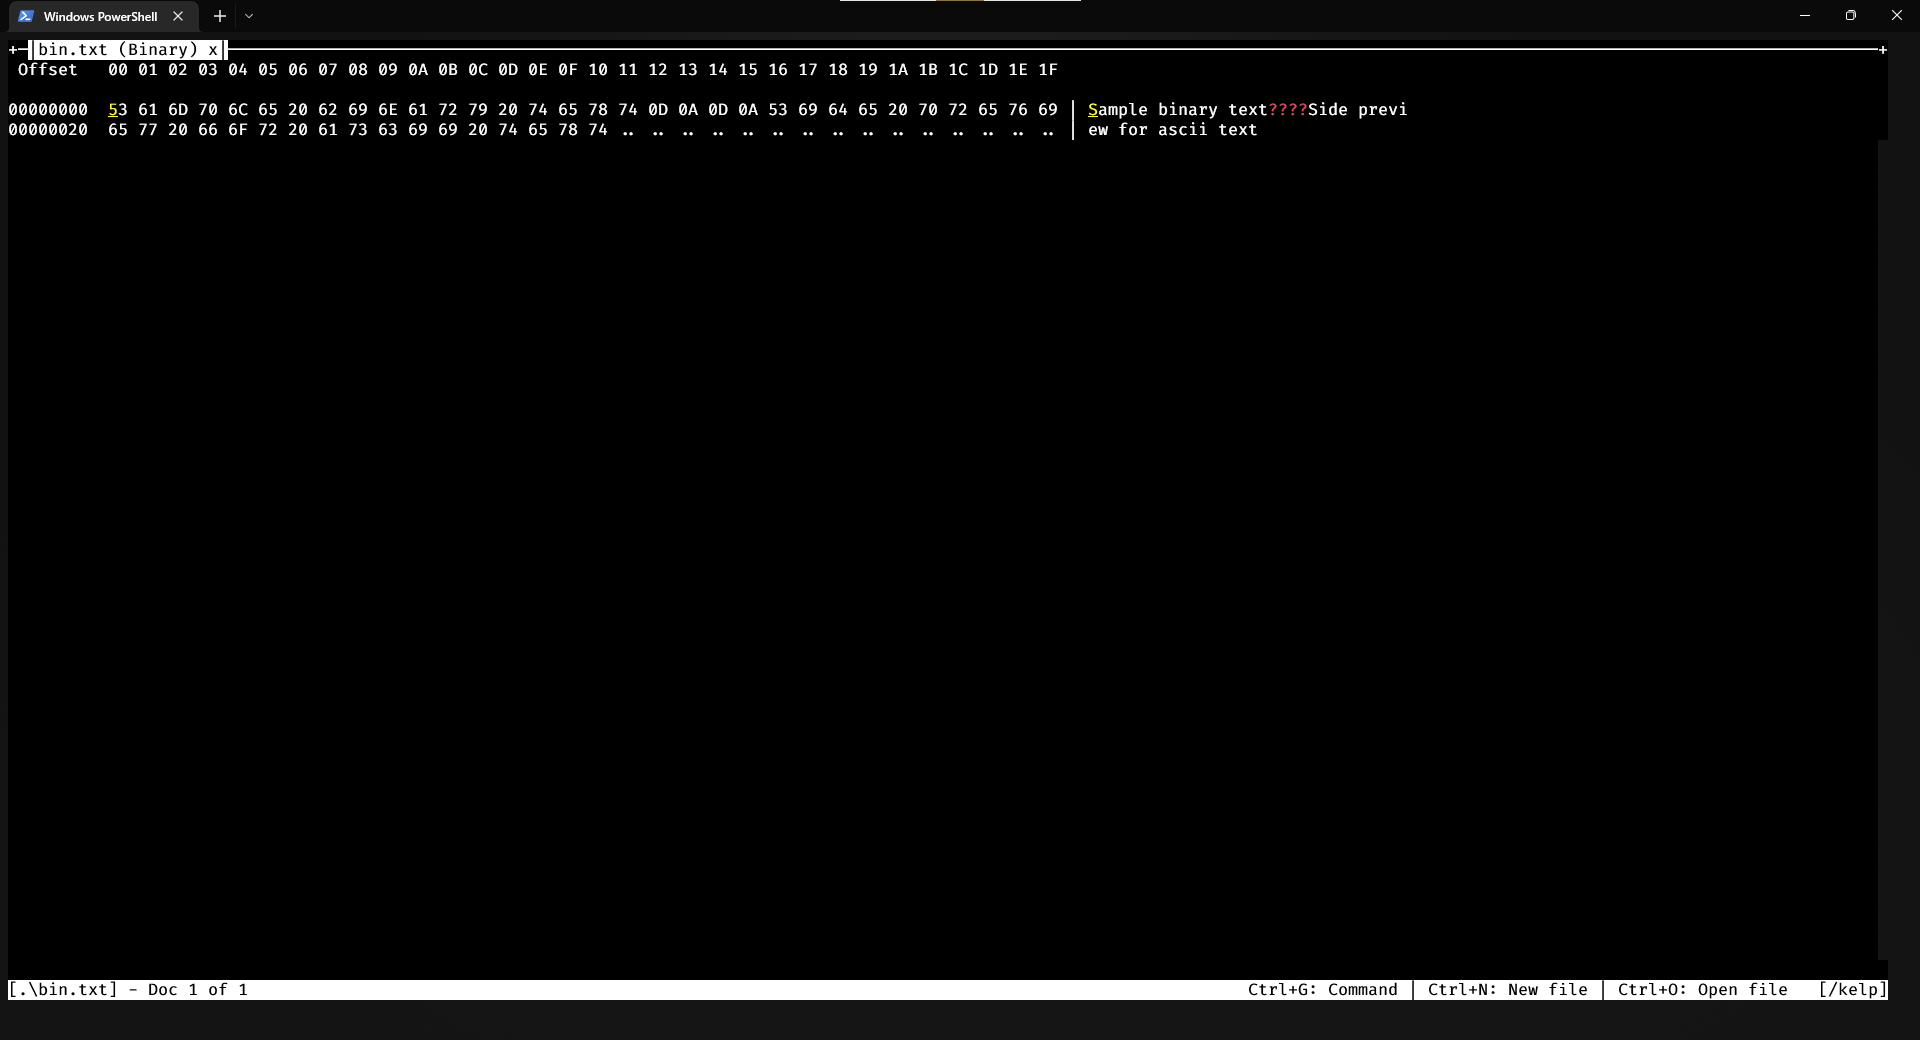 Windows PowerShell
bin.txt (Binary) x
Offset 00 01 02 03 04 05 06 07 08 09 0A 0B 0C 0D 0E 0F 10 11 12 13 14 15 16 17 18 19 1A 1B 1C 1D 1E 1F
00000000 53 61 6D 70 6C 65 20 62 69 6E 61 72 79 20 74 65 78 74 0D 0A 0D 0A 53 69 64 65 20 70 72 65 76 69 | Sample binary text????Side previ
00000020 65 77 20 66 6F 72 20 61 73 63 69 69 20 74 65 78 74 .. .. .. .. .. .. .. .. .. .. .. .. .. .. .. | ew for ascii text
[.\bin.txt] - Doc 1 of 1 Ctrl+G: Command | Ctrl+N: New file | Ctrl+O: Open file [/kelp]